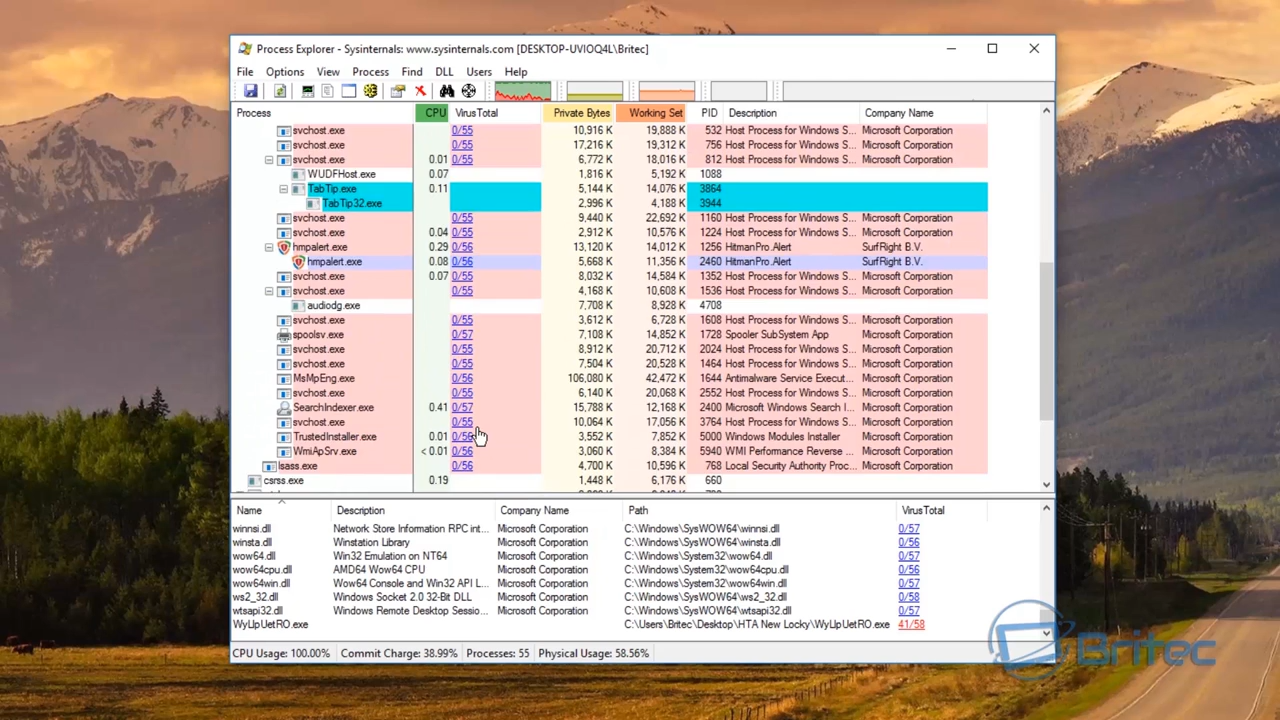 Process Explorer - Sysinternals: www.sysinternals.com [DESKTOP-UVIOQ4L\Britec]
File Options View Process Find DLL Users Help
Process CPU VirusTotal Private Bytes Working Set PID Description Company Name
svchost.exe 0/55 10,916 K 19,888 K 532 Host Process for Windows S... Microsoft Corporation
svchost.exe 0/55 17,216 K 19,312 K 756 Host Process for Windows S... Microsoft Corporation
svchost.exe 0.01 0/55 6,772 K 18,016 K 812 Host Process for Windows S... Microsoft Corporation
WUDFHost.exe 0.07 1,816 K 5,192 K 1088
TabTip.exe 0.11 5,144 K 14,076 K 3864
TabTip32.exe 2,996 K 4,188 K 3944
svchost.exe 0/55 9,440 K 22,692 K 1160 Host Process for Windows S... Microsoft Corporation
svchost.exe 0.04 0/55 2,912 K 10,576 K 1224 Host Process for Windows S... Microsoft Corporation
hmpalert.exe 0.29 0/56 13,120 K 14,012 K 1256 HitmanPro.Alert SurfRight B.V.
hmpalert.exe 0.08 0/56 5,668 K 11,356 K 2460 HitmanPro.Alert SurfRight B.V.
svchost.exe 0.07 0/55 8,032 K 14,584 K 1352 Host Process for Windows S... Microsoft Corporation
svchost.exe 0/55 4,168 K 10,608 K 1536 Host Process for Windows S... Microsoft Corporation
audiodg.exe 7,708 K 8,928 K 4708
svchost.exe 0/55 3,612 K 6,728 K 1608 Host Process for Windows S... Microsoft Corporation
spoolsv.exe 0/57 7,108 K 14,852 K 1728 Spooler SubSystem App Microsoft Corporation
svchost.exe 0/55 8,912 K 20,712 K 2024 Host Process for Windows S... Microsoft Corporation
svchost.exe 0/55 7,504 K 20,528 K 1464 Host Process for Windows S... Microsoft Corporation
MsMpEng.exe 0/56 106,080 K 42,472 K 1644 Antimalware Service Execut... Microsoft Corporation
svchost.exe 0/55 6,140 K 20,068 K 2552 Host Process for Windows S... Microsoft Corporation
SearchIndexer.exe 0.41 0/57 15,788 K 12,168 K 2400 Microsoft Windows Search I... Microsoft Corporation
svchost.exe 0/55 10,064 K 17,056 K 3764 Host Process for Windows S... Microsoft Corporation
TrustedInstaller.exe 0.01 0/56 3,552 K 7,852 K 5000 Windows Modules Installer Microsoft Corporation
WmiApSrv.exe < 0.01 0/56 3,060 K 8,384 K 5940 WMI Performance Reverse ... Microsoft Corporation
lsass.exe 0/56 4,700 K 10,596 K 768 Local Security Authority Proc... Microsoft Corporation
csrss.exe 0.19 1,448 K 6,176 K 660
Name Description Company Name Path VirusTotal
winnsi.dll Network Store Information RPC int... Microsoft Corporation C:\Windows\SysWOW64\winnsi.dll 0/57
winsta.dll Winstation Library Microsoft Corporation C:\Windows\SysWOW64\winsta.dll 0/56
wow64.dll Win32 Emulation on NT64 Microsoft Corporation C:\Windows\System32\wow64.dll 0/57
wow64cpu.dll AMD64 Wow64 CPU Microsoft Corporation C:\Windows\System32\wow64cpu.dll 0/56
wow64win.dll Wow64 Console and Win32 API L... Microsoft Corporation C:\Windows\System32\wow64win.dll 0/57
ws2_32.dll Windows Socket 2.0 32-Bit DLL Microsoft Corporation C:\Windows\SysWOW64\ws2_32.dll 0/58
wtsapi32.dll Windows Remote Desktop Sessio... Microsoft Corporation C:\Windows\SysWOW64\wtsapi32.dll 0/57
WyLlpUetRO.exe C:\Users\Britec\Desktop\HTA New Locky\WyLlpUetRO.exe 41/58
CPU Usage: 100.00% Commit Charge: 38.99% Processes: 55 Physical Usage: 58.56%
Britec